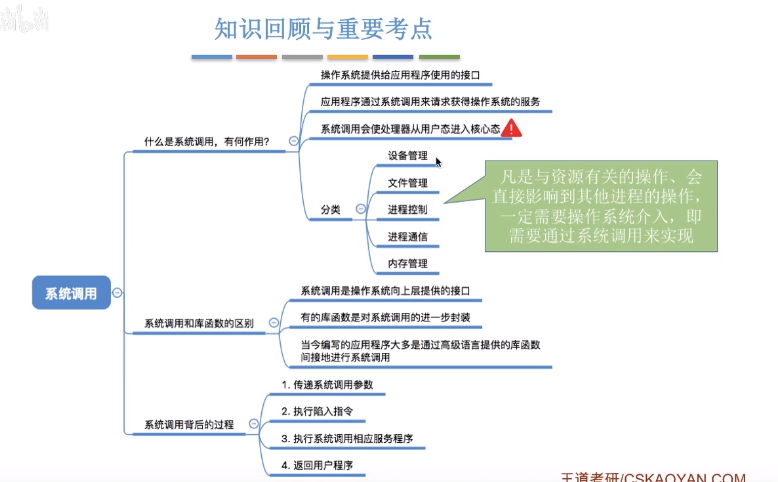 知识回顾与重要考点
操作系统提供给应用程序使用的接口
应用程序通过系统调用来请求获得操作系统的服务
什么是系统调用，有何作用？
系统调用会使处理器从用户态进入核心态
设备管理
文件管理
分类
进程控制
进程通信
内存管理
凡是与资源有关的操作、会
直接影响到其他进程的操作，
一定需要操作系统介入，即
需要通过系统调用来实现
系统调用
系统调用是操作系统向上层提供的接口
系统调用和库函数的区别
有的库函数是对系统调用的进一步封装
当今编写的应用程序大多是通过高级语言提供的库函数
间接地进行系统调用
1. 传递系统调用参数
2. 执行陷入指令
系统调用背后的过程
3. 执行系统调用相应服务程序
4. 返回用户程序
王道考研/CSKAOYAN.COM